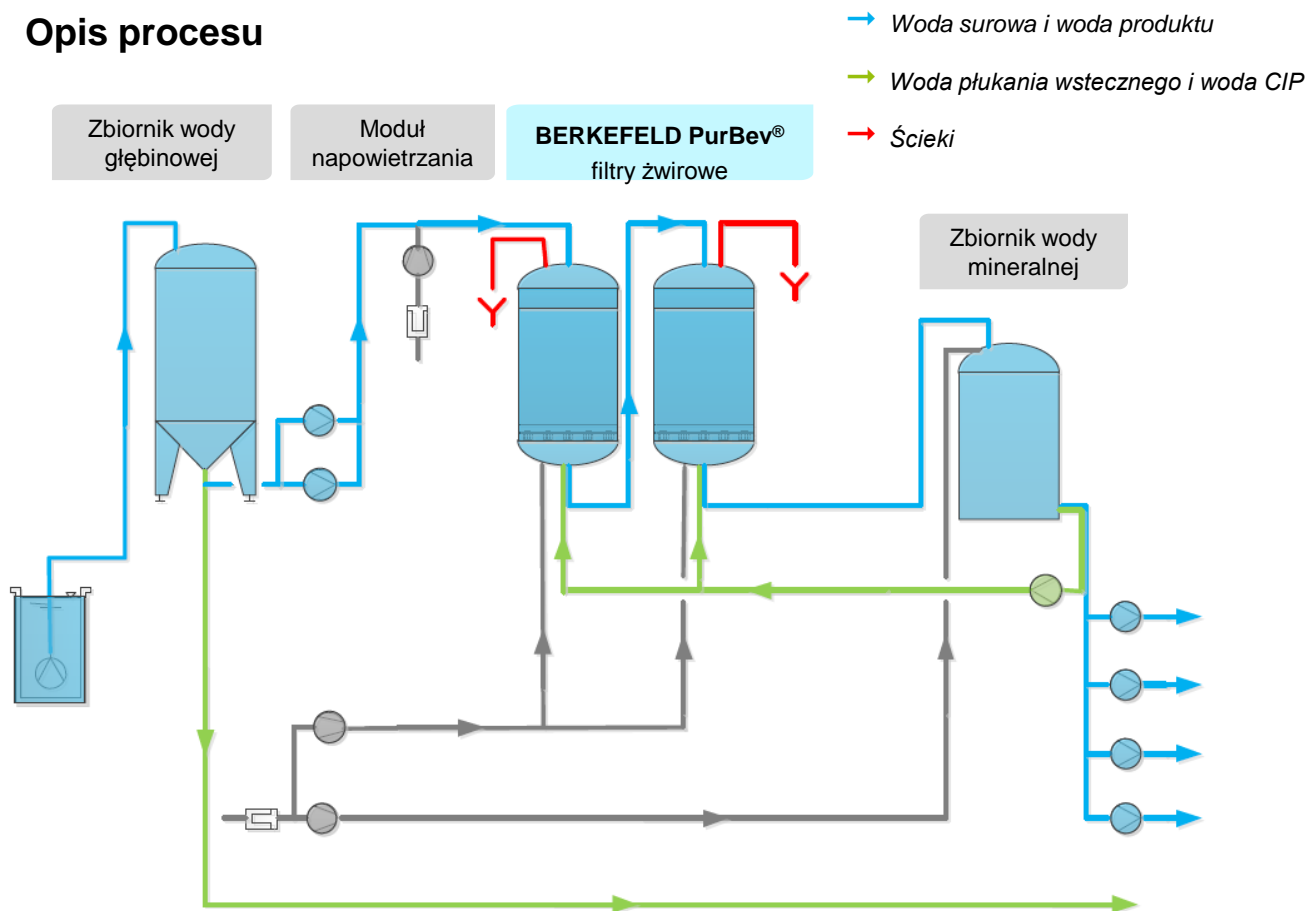 Opis procesu
Woda surowa i woda produktu
Woda płukania wstecznego i woda CIP
Ścieki
Zbiornik wody
głębinowej
Moduł
napowietrzania
BERKEFELD PurBev®
filtry żwirowe
Zbiornik wody
mineralnej